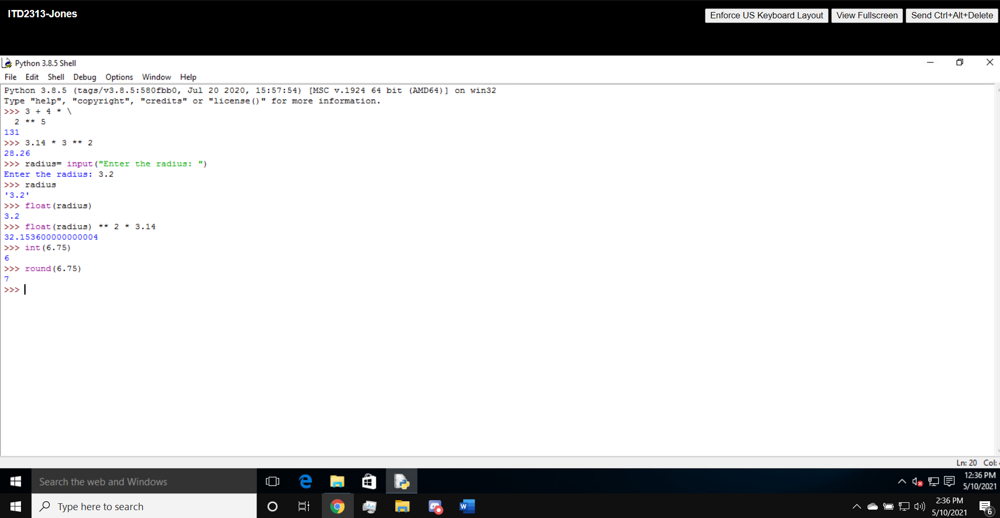 ITD2313-Jones
Enforce US Keyboard Layout View Fullscreen Send Ctrl+Alt+Delete
Python 3.8.5 Shell
File Edit Shell Debug Options Window Help
Python 3.8.5 (tags/v3.8.5:580fbb0, Jul 20 2020, 15:57:54) [MSC v.1924 64 bit (AMD64)] on win32
Type "help", "copyright", "credits" or "license()" for more information.
>>> 3 + 4 * \
  2 ** 5
131
>>> 3.14 * 3 ** 2
28.26
>>> radius= input("Enter the radius: ")
Enter the radius: 3.2
>>> radius
'3.2'
>>> float(radius)
3.2
>>> float(radius) ** 2 * 3.14
32.153600000000004
>>> int(6.75)
6
>>> round(6.75)
7
>>>
Ln: 20 Col:
Search the web and Windows
12:36 PM
5/10/2021
Type here to search
2:36 PM
5/10/2021
6